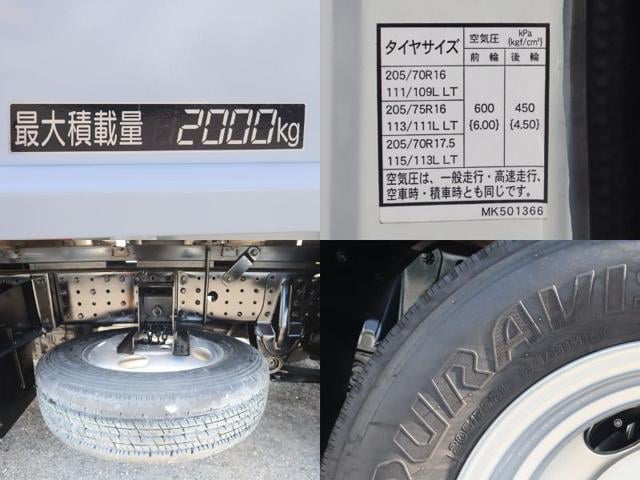 最大積載量 2000kg
タイヤサイズ 空気圧 kPa {kgf/cm²}
前輪 後輪
205/70R16
111/109L LT
205/75R16
113/111L LT
205/70R17.5
115/113L LT
600 {6.00}
450 {4.50}
空気圧は、一般走行・高速走行、
空車時・積車時とも同じです。
MK501366
DURAVIS